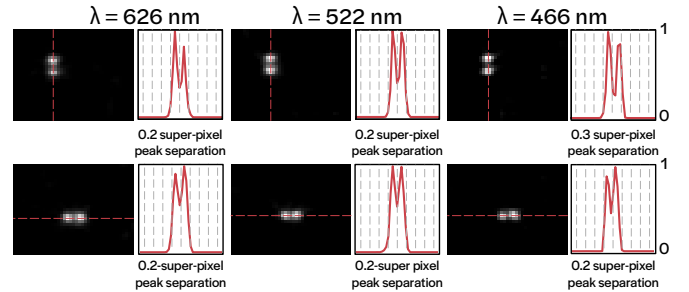 λ = 626 nm
λ = 522 nm
λ = 466 nm
1
0
0.2 super-pixel
peak separation
0.2 super pixel
peak separation
0.3 super-pixel
peak separation
1
0
0.2-super-pixel
peak separation
0.2-super pixel
peak separation
0.2 super pixel
peak separation